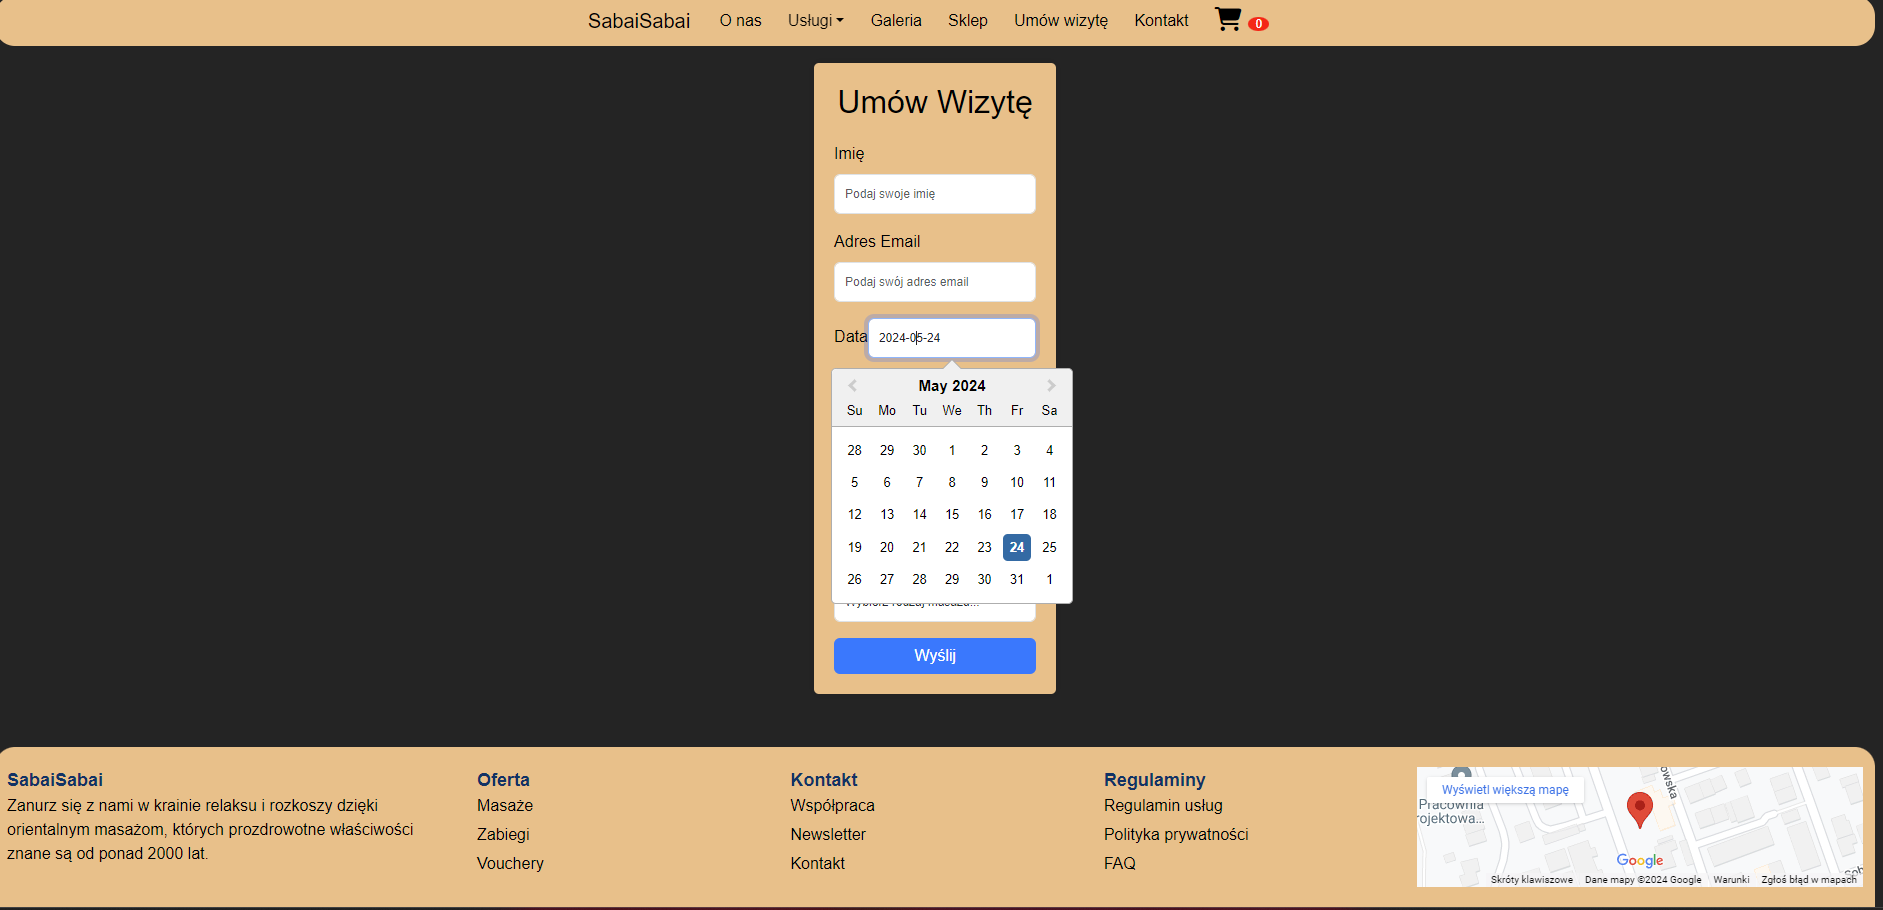 SabaiSabai O nas Usługi Galeria Sklep Umów wizytę Kontakt 0
Umów Wizytę
Imię
Podaj swoje imię
Adres Email
Podaj swój adres email
Data 2024-05-24
May 2024
Su Mo Tu We Th Fr Sa
28 29 30 1 2 3 4
5 6 7 8 9 10 11
12 13 14 15 16 17 18
19 20 21 22 23 24 25
26 27 28 29 30 31 1
Wybierz rodzaj masażu...
Wyślij
SabaiSabai
Zanurz się z nami w krainie relaksu i rozkoszy dzięki
orientalnym masażom, których prozdrowotne właściwości
znane są od ponad 2000 lat.
Oferta
Masaże
Zabiegi
Vouchery
Kontakt
Współpraca
Newsletter
Kontakt
Regulaminy
Regulamin usług
Polityka prywatności
FAQ
Wyświetl większą mapę
Pracownia
rojektowa...
owska
Google
Skróty klawiszowe Dane mapy ©2024 Google Warunki Zgłoś błąd w mapach